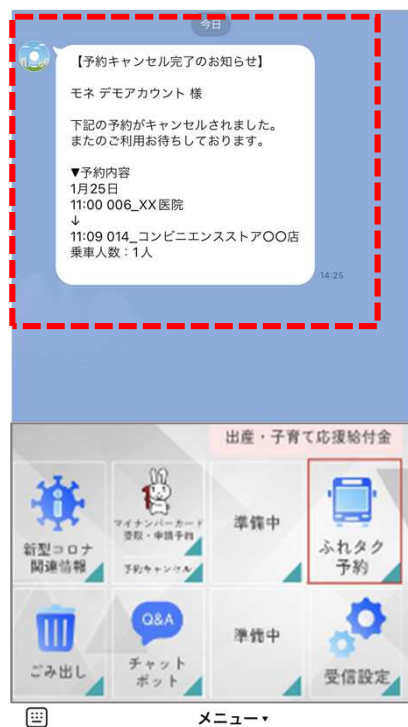 今日
【予約キャンセル完了のお知らせ】
モネ デモアカウント 様
下記の予約がキャンセルされました。
またのご利用お待ちしております。
▼予約内容
1月25日
11:00 006_XX医院
↓
11:09 014_コンビニエンスストア〇〇店
乗車人数：1人
14:25
出産・子育て応援給付金
新型コロナ
関連情報
マイナンバーカード
受取・申請予約
予約キャンセル
準備中
ふれタク
予約
ごみ出し
Q&A
チャット
ボット
準備中
受信設定
メニュー▼